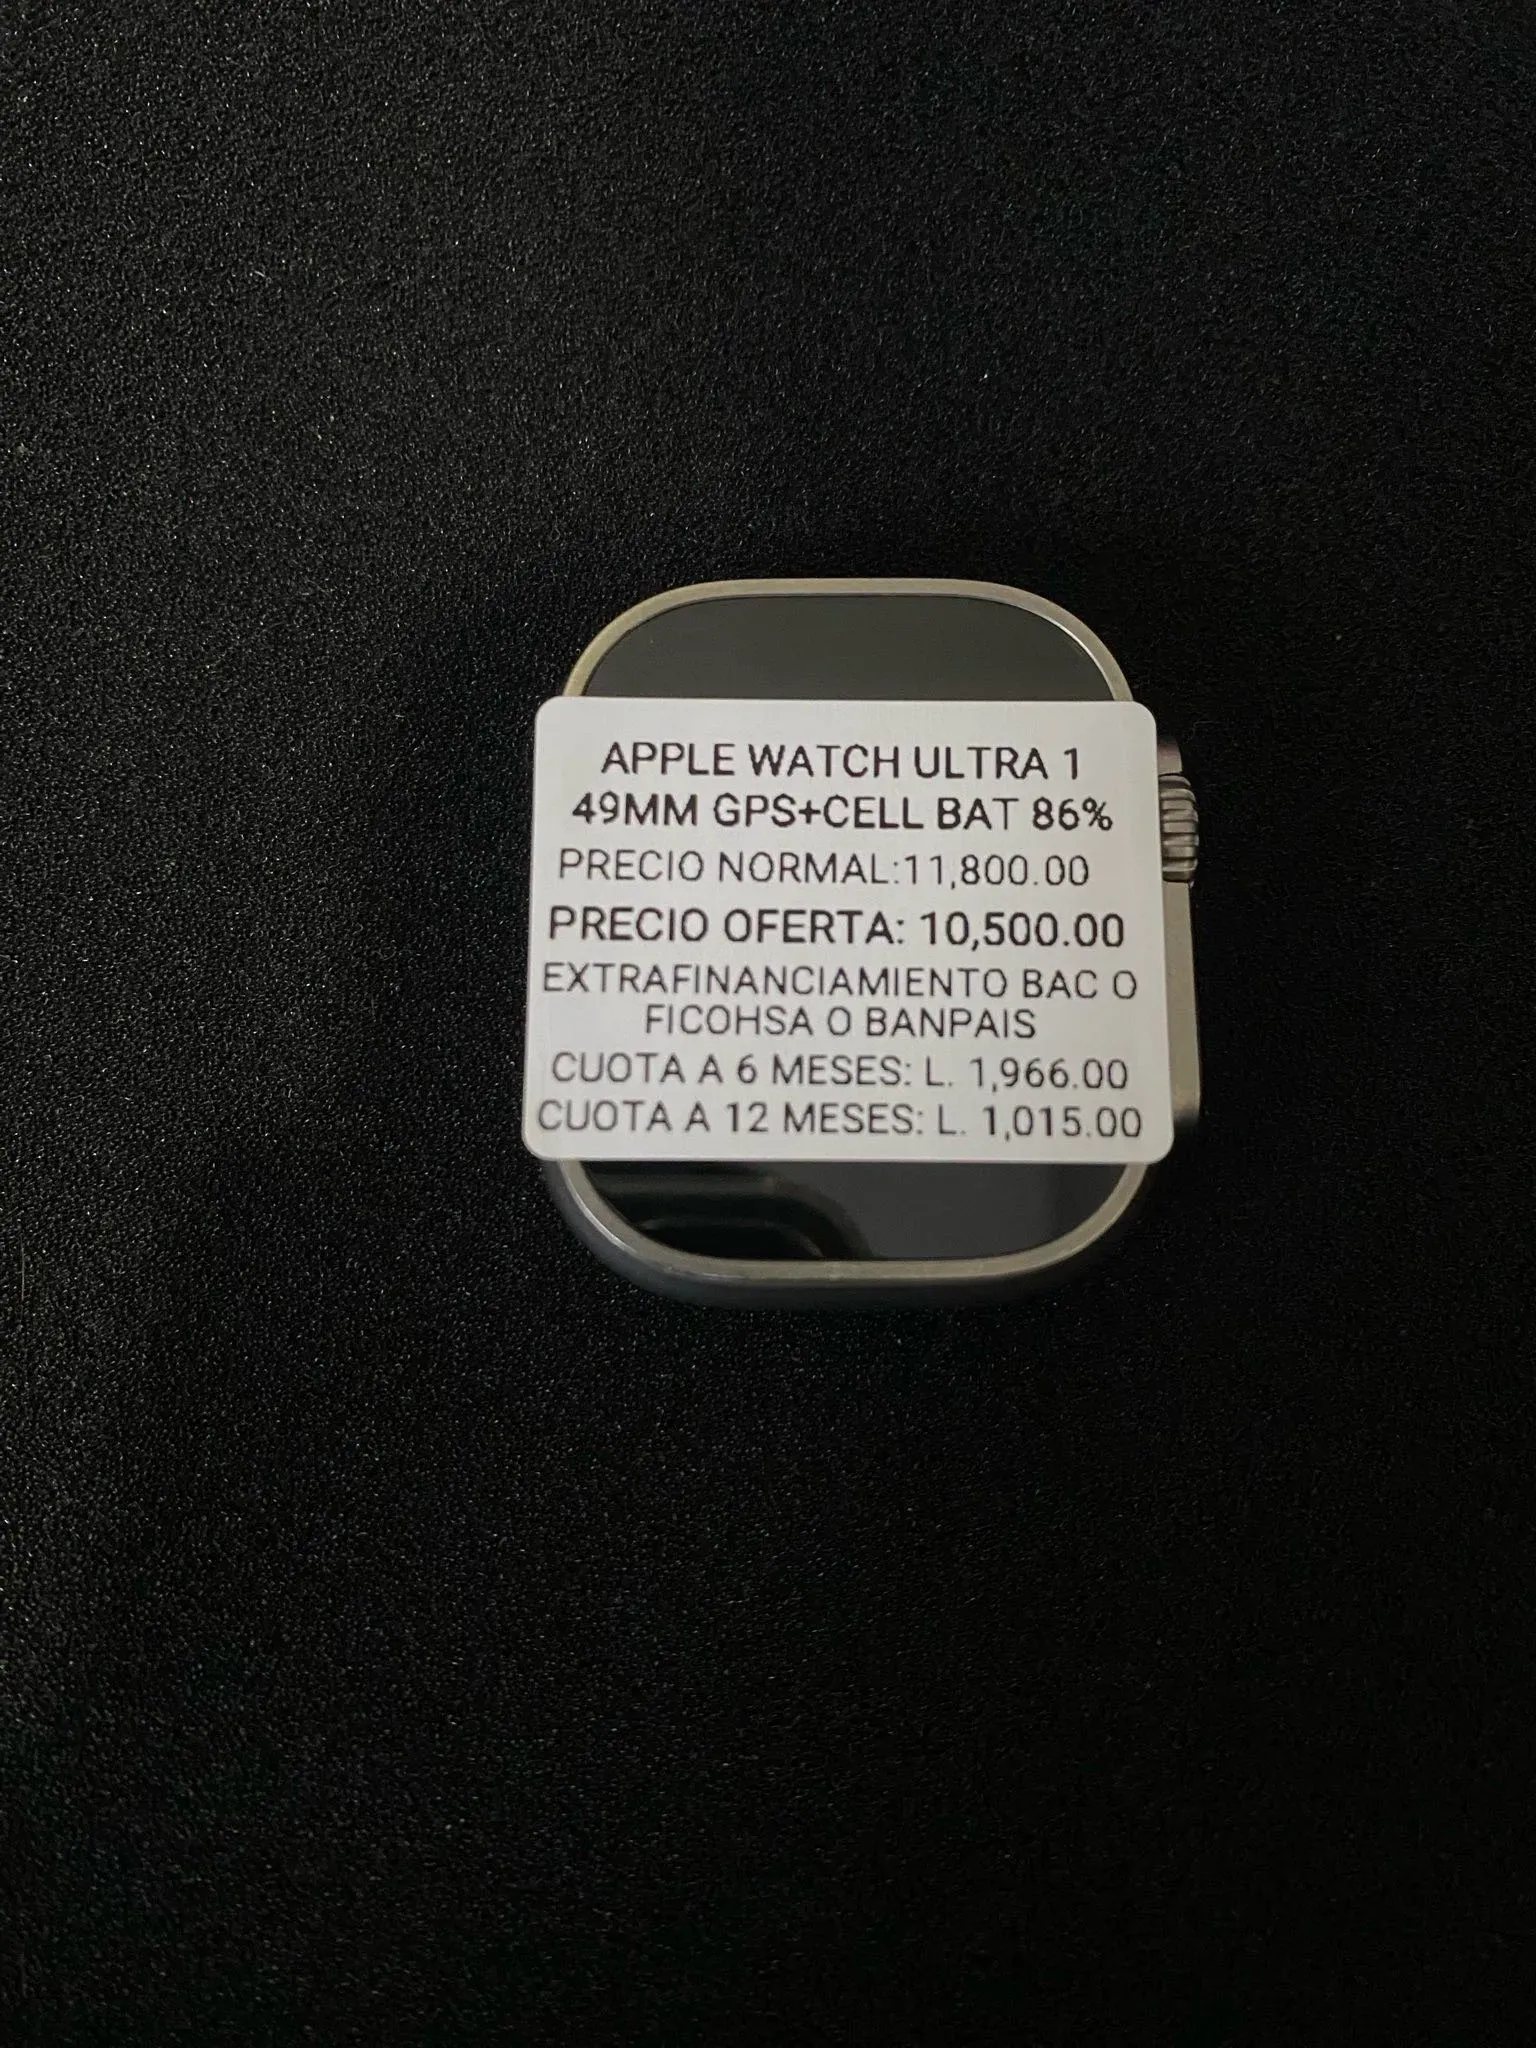 APPLE WATCH ULTRA 1
49MM GPS+CELL BAT 86%
PRECIO NORMAL:11,800.00
PRECIO OFERTA: 10,500.00
EXTRAFINANCIAMIENTO BAC O
FICOHSA O BANPAIS
CUOTA A 6 MESES: L. 1,966.00
CUOTA A 12 MESES: L. 1,015.00